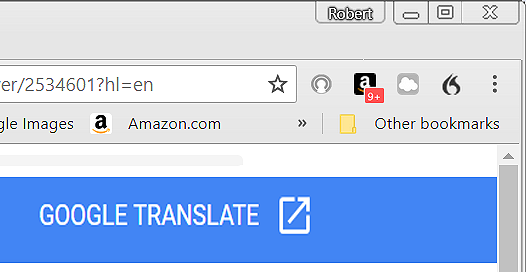 Robert
er/2534601?hl=en
9+
gle Images Amazon.com » Other bookmarks
GOOGLE TRANSLATE